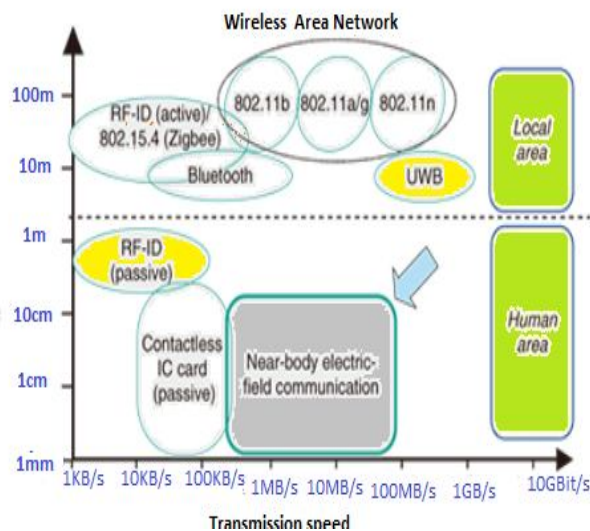 Wireless Area Network
100m
10m
1m
10cm
1cm
1mm
RF-ID (active)/
802.15.4 (Zigbee)
802.11b
802.11a/g
802.11n
Bluetooth
UWB
Local
area
RF-ID
(passive)
Contactless
IC card
(passive)
Near-body electric-
field communication
Human
area
1KB/s
10KB/s
100KB/s
1MB/s
10MB/s
100MB/s
1GB/s
10GBit/s
Transmission speed